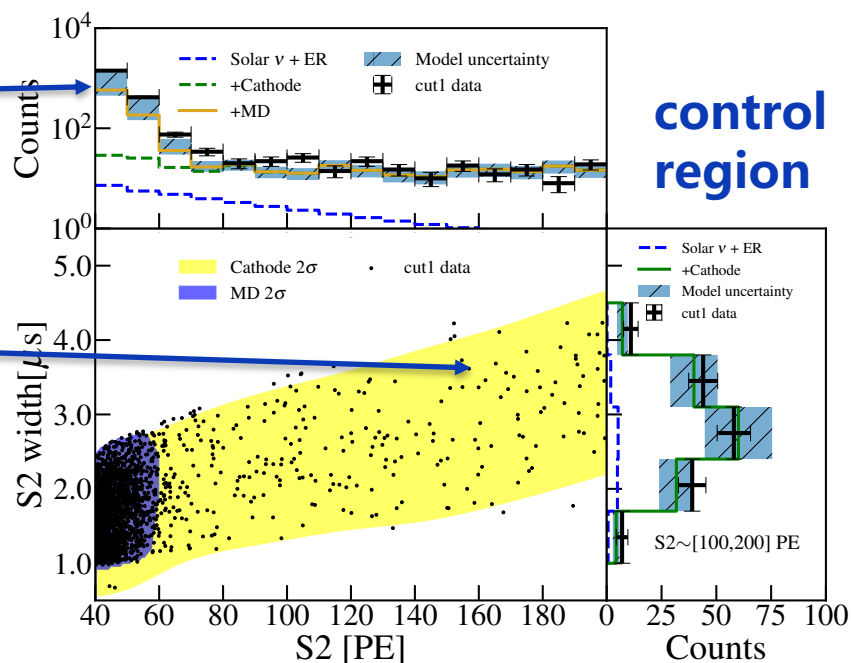 10⁴
10²
10⁰
Counts
Solar ν + ER
+Cathode
+MD
Model uncertainty
cut1 data
control
region
5.0
4.0
3.0
2.0
1.0
S2 width[μs]
Cathode 2σ
MD 2σ
cut1 data
40 60 80 100 120 140 160 180 200
S2 [PE]
Solar ν + ER
+Cathode
Model uncertainty
cut1 data
S2~[100,200] PE
0 25 50 75 100
Counts